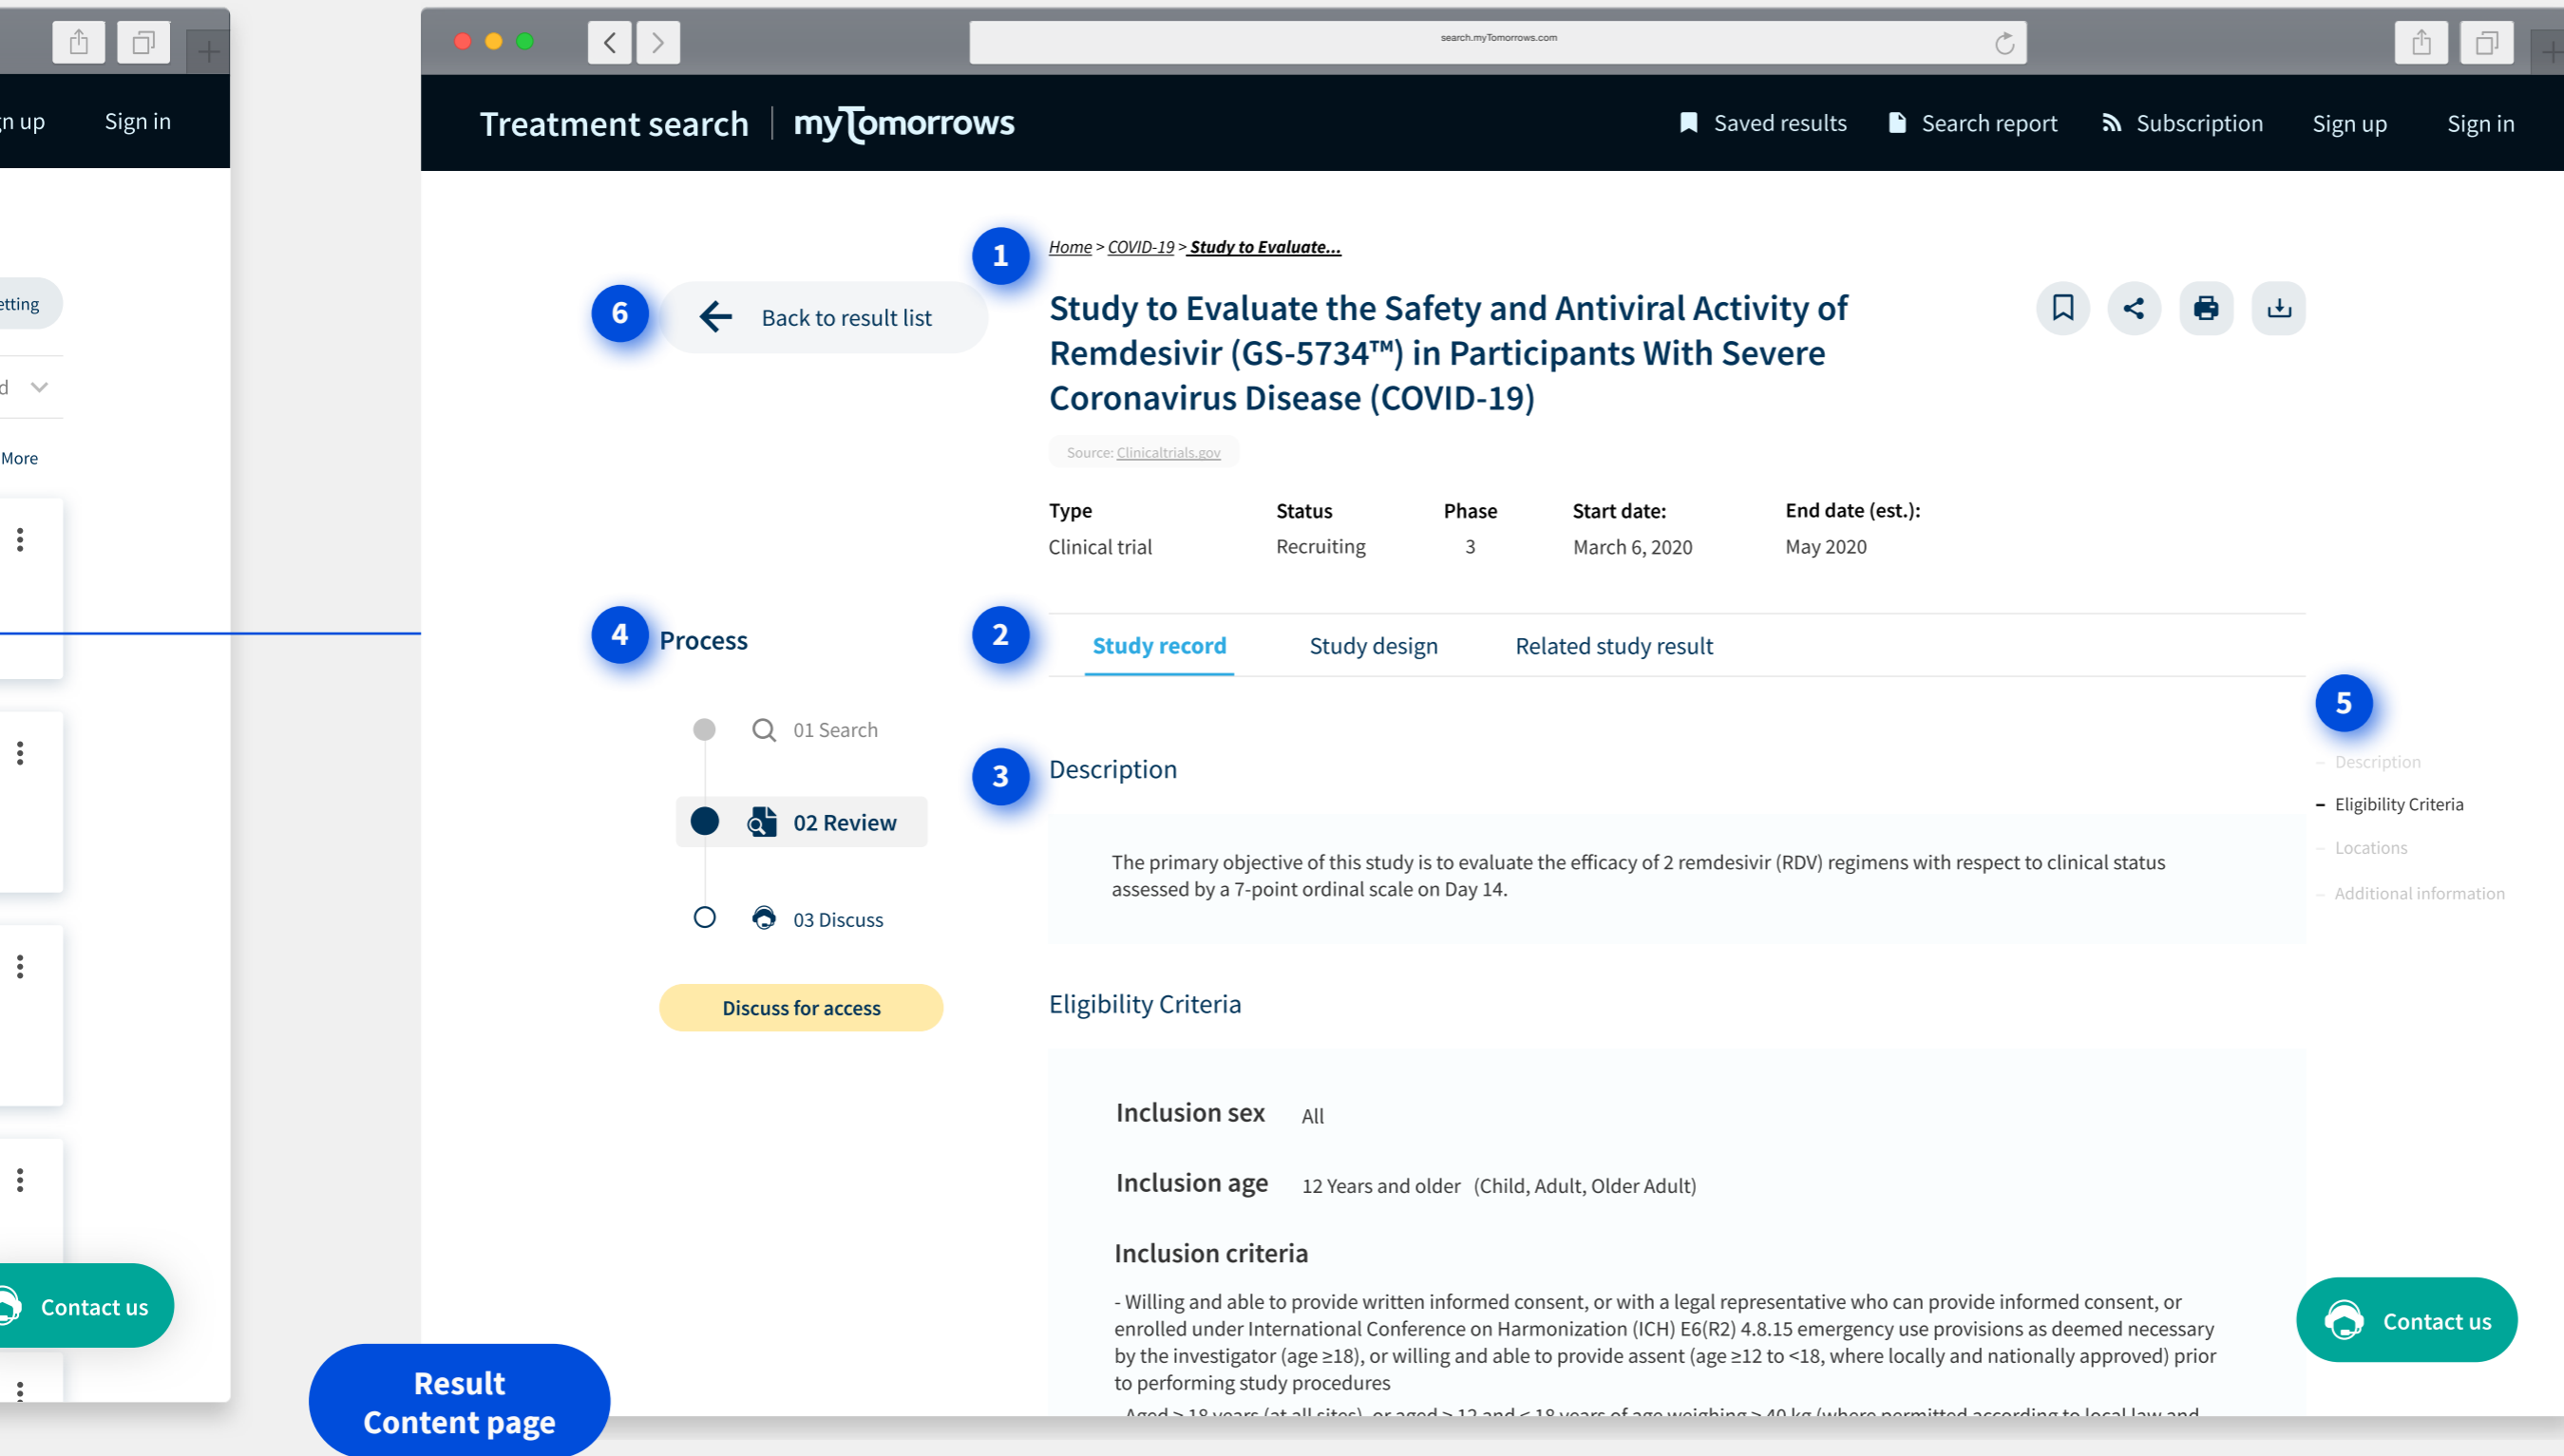 Sign in
More
Contact us
search.myTomorrows.com
Treatment search
myTomorrows
Saved results
Search report
Subscription
Sign up
Sign in
1
Home > COVID-19 > Study to Evaluate...
6
Back to result list
Study to Evaluate the Safety and Antiviral Activity of
Remdesivir (GS-5734™) in Participants With Severe
Coronavirus Disease (COVID-19)
Source: Clinicaltrials.gov
Type
Status
Phase
Start date:
End date (est.):
Clinical trial
Recruiting
3
March 6, 2020
May 2020
4
Process
2
Study record
Study design
Related study result
01 Search
02 Review
03 Discuss
Discuss for access
3
Description
The primary objective of this study is to evaluate the efficacy of 2 remdesivir (RDV) regimens with respect to clinical status
assessed by a 7-point ordinal scale on Day 14.
5
Description
Eligibility Criteria
Locations
Additional information
Eligibility Criteria
Inclusion sex
All
Inclusion age
12 Years and older (Child, Adult, Older Adult)
Inclusion criteria
- Willing and able to provide written informed consent, or with a legal representative who can provide informed consent, or
enrolled under International Conference on Harmonization (ICH) E6(R2) 4.8.15 emergency use provisions as deemed necessary
by the investigator (age ≥18), or willing and able to provide assent (age ≥12 to <18, where locally and nationally approved) prior
to performing study procedures
Contact us
Result
Content page